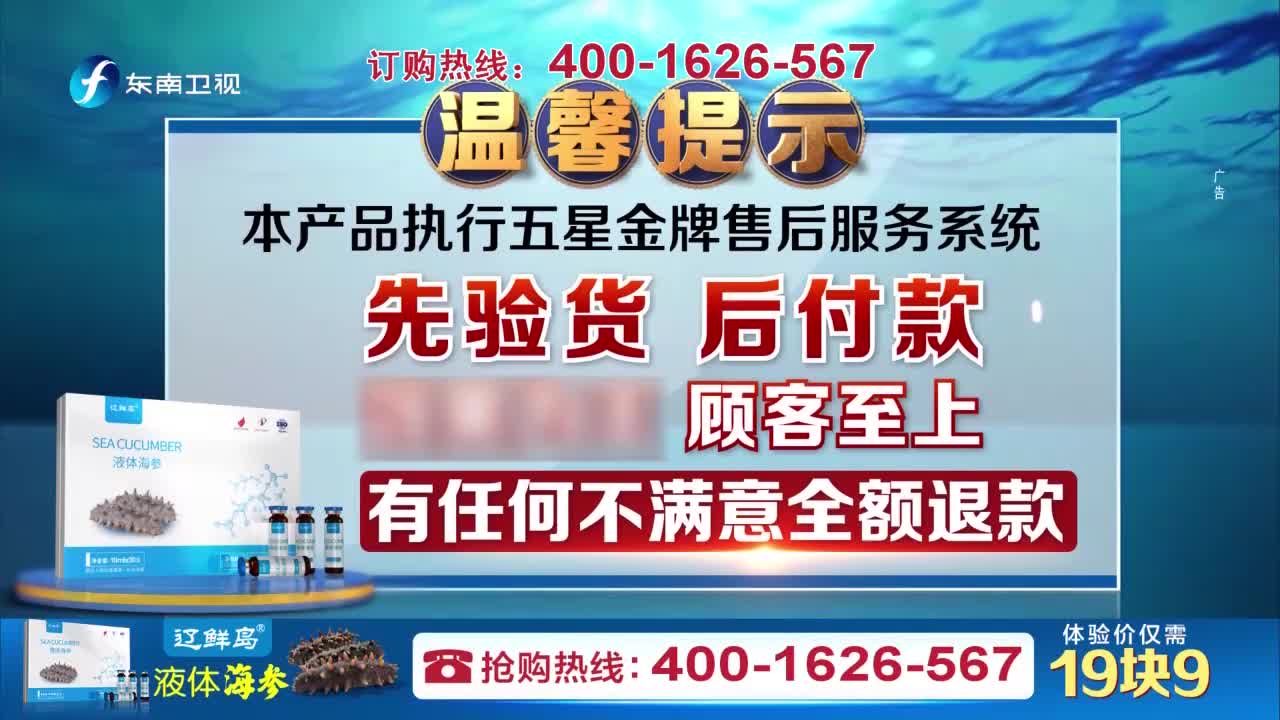 东南卫视
订购热线：400-1626-567
温馨提示
广告
本产品执行五星金牌售后服务系统
先验货 后付款
顾客至上
有任何不满意全额退款
辽鲜岛®
SEA CUCUMBER
液体海参
ISO
辽鲜岛®
液体海参
抢购热线：400-1626-567
体验价仅需
19块9